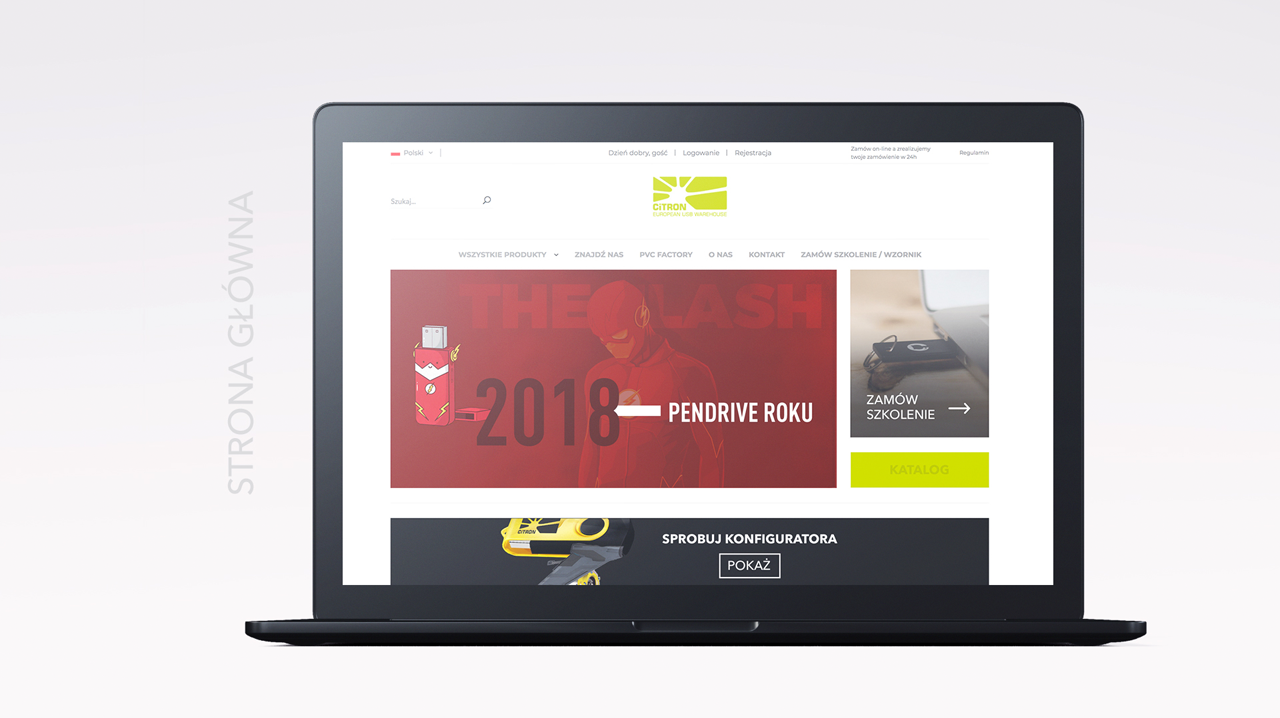 STRONA GŁÓWNA
Polski
Dzień dobry, gość | Logowanie | Rejestracja
Zamów on-line a zrealizujemy
twoje zamówienie w 24h
Regulamin
Szukaj...
CiTRON
EUROPEAN USB WAREHOUSE
WSZYSTKIE PRODUKTY
ZNAJDŹ NAS
PVC FACTORY
O NAS
KONTAKT
ZAMÓW SZKOLENIE / WZORNIK
THE FLASH
2018
PENDRIVE ROKU
ZAMÓW
SZKOLENIE
KATALOG
CiTRON
SPROBUJ KONFIGURATORA
POKAŻ